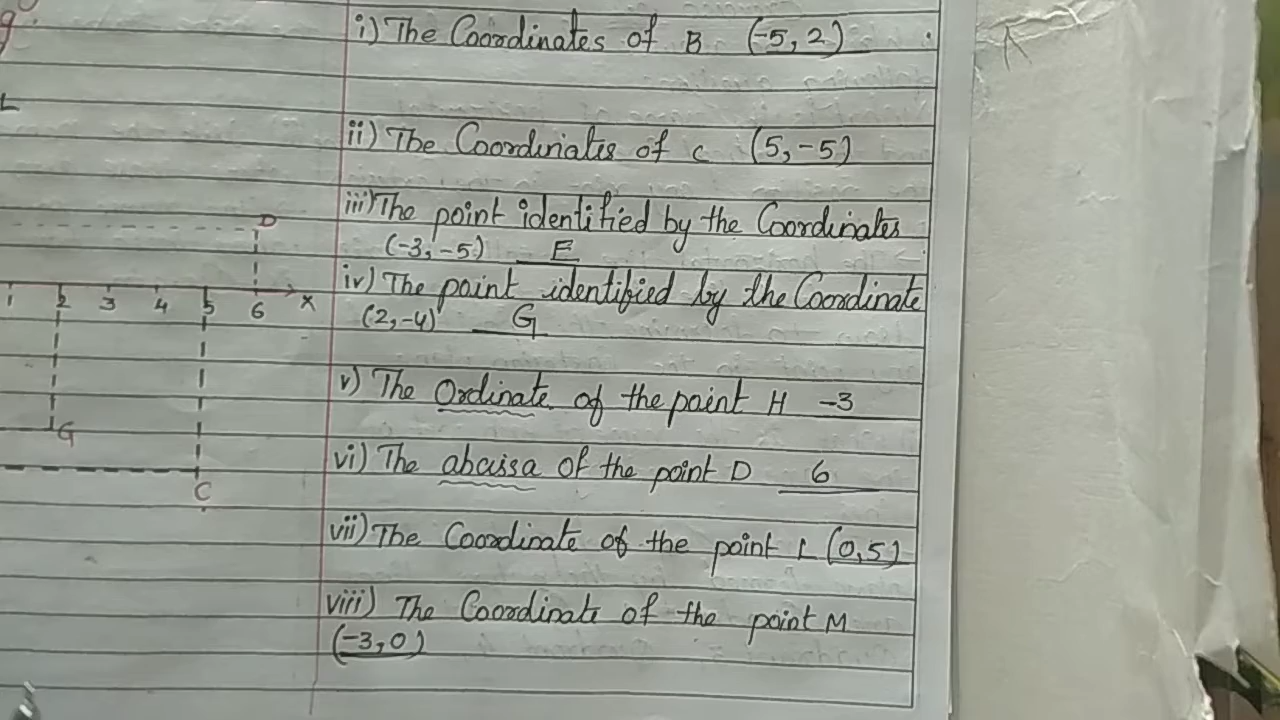 i) The Coordinates of B (-5, 2)
L
ii) The Coordinates of c (5, -5)
iii) The point identified by the Coordinates
(-3, -5) E
D
iv) The point identified by the Coordinate
(2, -4) G
1 2 3 4 5 6 X
v) The Ordinate of the point H -3
G
vi) The abcissa of the point D 6
C
vii) The Coordinate of the point L (0,5)
viii) The Coordinate of the point M
(-3,0)